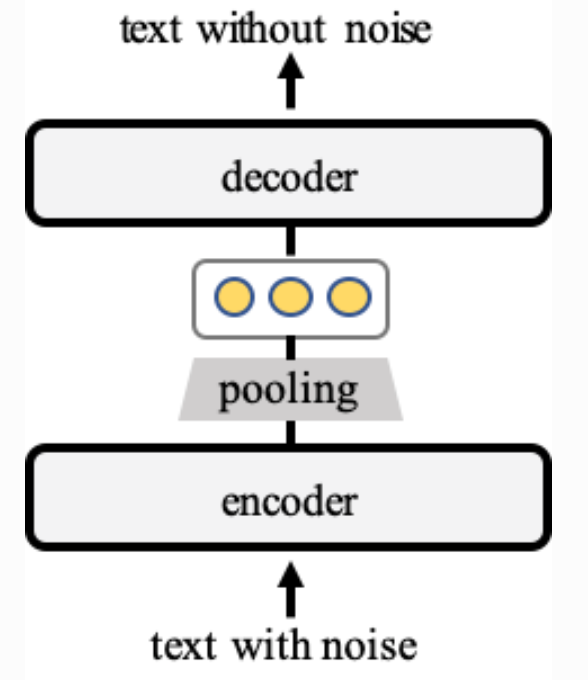 text without noise
decoder
pooling
encoder
text with noise